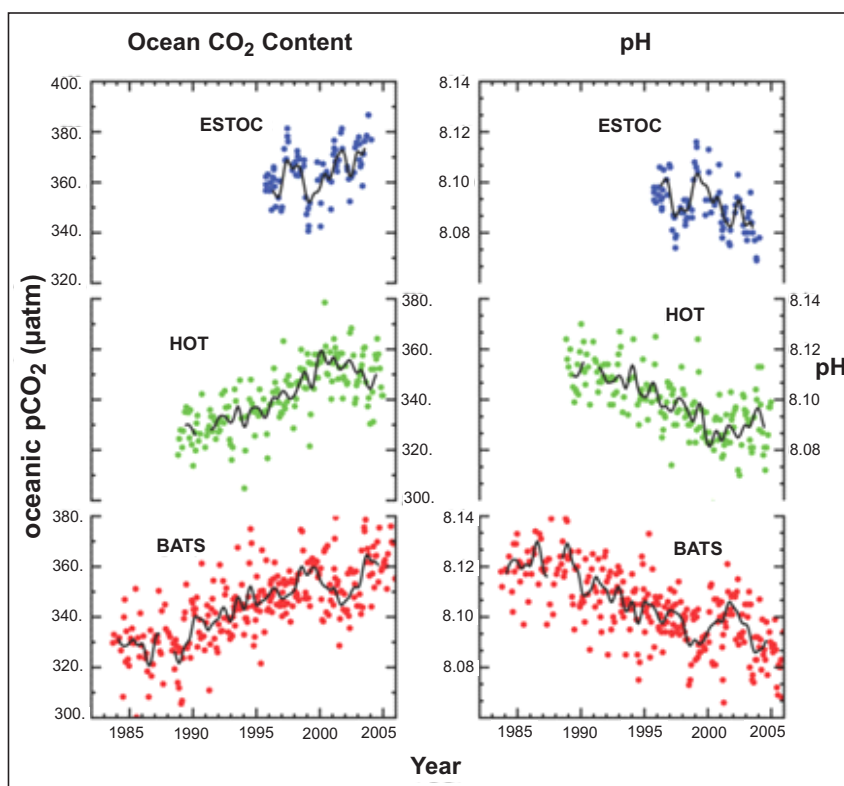 Ocean CO2 Content
pH
400.
380.
360.
340.
320.
ESTOC
8.14
8.12
8.10
8.08
ESTOC
oceanic pCO2 (µatm)
HOT
380.
360.
340.
320.
300.
HOT
8.14
8.12
8.10
8.08
pH
380.
360.
340.
320.
300.
BATS
8.14
8.12
8.10
8.08
BATS
1985 1990 1995 2000 2005
1985 1990 1995 2000 2005
Year